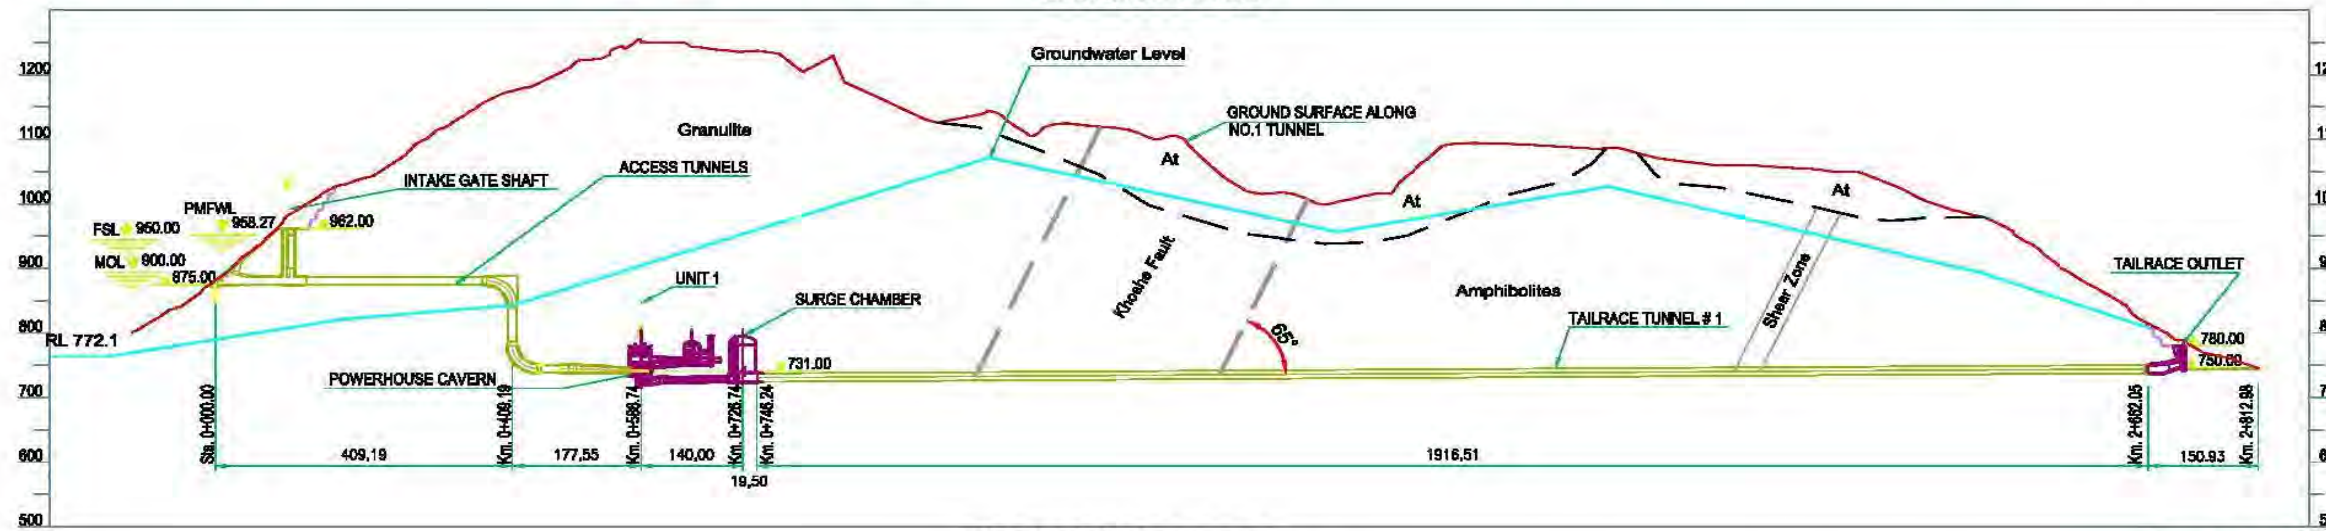 1200
1100
1000
900
800
700
600
500
Groundwater Level
GROUND SURFACE ALONG
NO.1 TUNNEL
Granulite
At
At
At
ACCESS TUNNELS
INTAKE GATE SHAFT
PMFWL
958.27
962.00
FSL 950.00
MOL 900.00
875.00
RL 772.1
UNIT 1
SURGE CHAMBER
POWERHOUSE CAVERN
731.00
Khoshe Fault
65°
Amphibolites
Shear Zone
TAILRACE TUNNEL # 1
TAILRACE OUTLET
780.00
750.00
Sta. 0+000.00
Km. 0+409.19
Km. 0+586.74
Km. 0+726.74
Km. 0+746.24
Km. 2+662.05
Km. 2+812.98
409,19
177,55
140,00
19,50
1916,51
150.93